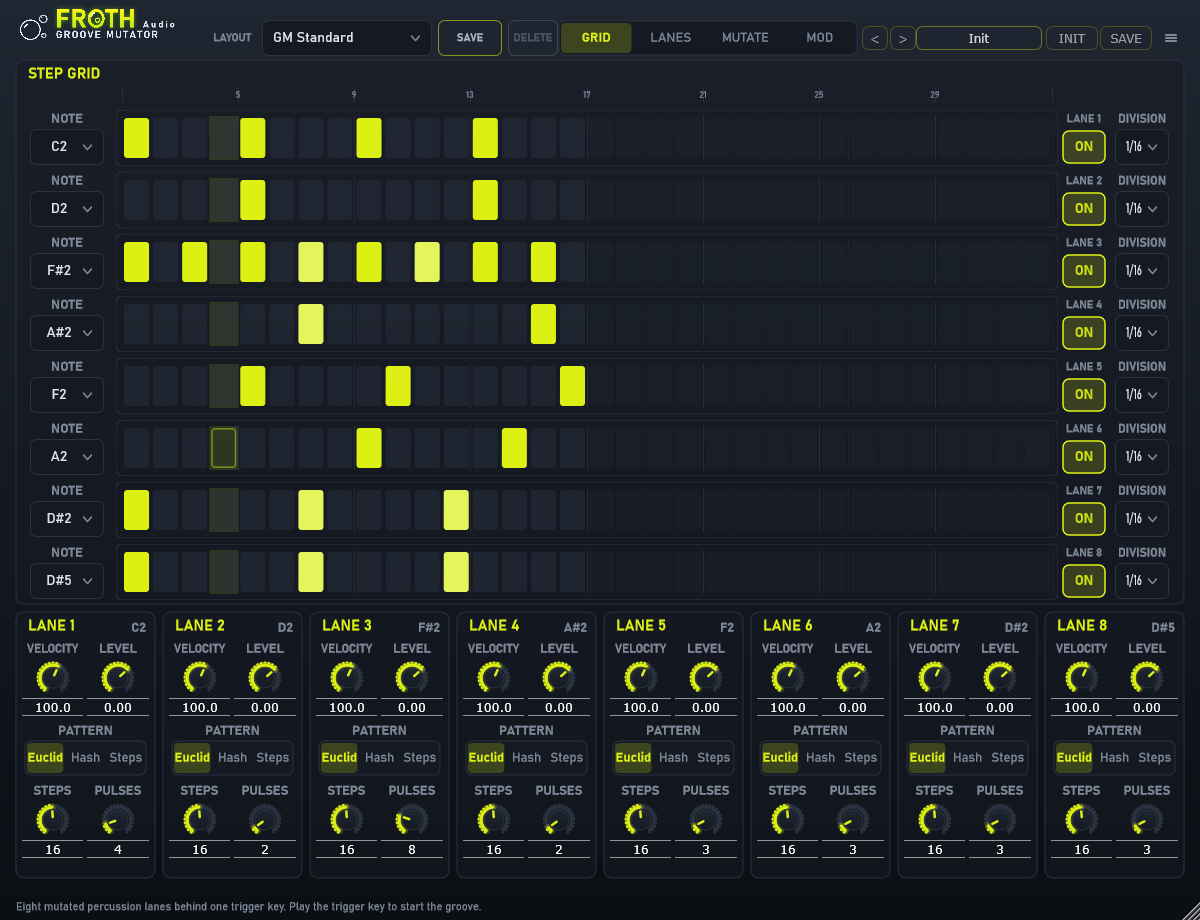 FROTH Audio
GROOVE MUTATOR
LAYOUT GM Standard SAVE DELETE GRID LANES MUTATE MOD < > Init INIT SAVE
STEP GRID
5 9 13 17 21 25 29
NOTE LANE 1 DIVISION
C2 ON 1/16
NOTE LANE 2 DIVISION
D2 ON 1/16
NOTE LANE 3 DIVISION
F#2 ON 1/16
NOTE LANE 4 DIVISION
A#2 ON 1/16
NOTE LANE 5 DIVISION
F2 ON 1/16
NOTE LANE 6 DIVISION
A2 ON 1/16
NOTE LANE 7 DIVISION
D#2 ON 1/16
NOTE LANE 8 DIVISION
D#5 ON 1/16
LANE 1 C2
VELOCITY LEVEL
100.0 0.00
PATTERN
Euclid Hash Steps
STEPS PULSES
16 4
LANE 2 D2
VELOCITY LEVEL
100.0 0.00
PATTERN
Euclid Hash Steps
STEPS PULSES
16 2
LANE 3 F#2
VELOCITY LEVEL
100.0 0.00
PATTERN
Euclid Hash Steps
STEPS PULSES
16 8
LANE 4 A#2
VELOCITY LEVEL
100.0 0.00
PATTERN
Euclid Hash Steps
STEPS PULSES
16 2
LANE 5 F2
VELOCITY LEVEL
100.0 0.00
PATTERN
Euclid Hash Steps
STEPS PULSES
16 3
LANE 6 A2
VELOCITY LEVEL
100.0 0.00
PATTERN
Euclid Hash Steps
STEPS PULSES
16 3
LANE 7 D#2
VELOCITY LEVEL
100.0 0.00
PATTERN
Euclid Hash Steps
STEPS PULSES
16 3
LANE 8 D#5
VELOCITY LEVEL
100.0 0.00
PATTERN
Euclid Hash Steps
STEPS PULSES
16 3
Eight mutated percussion lanes behind one trigger key. Play the trigger key to start the groove.